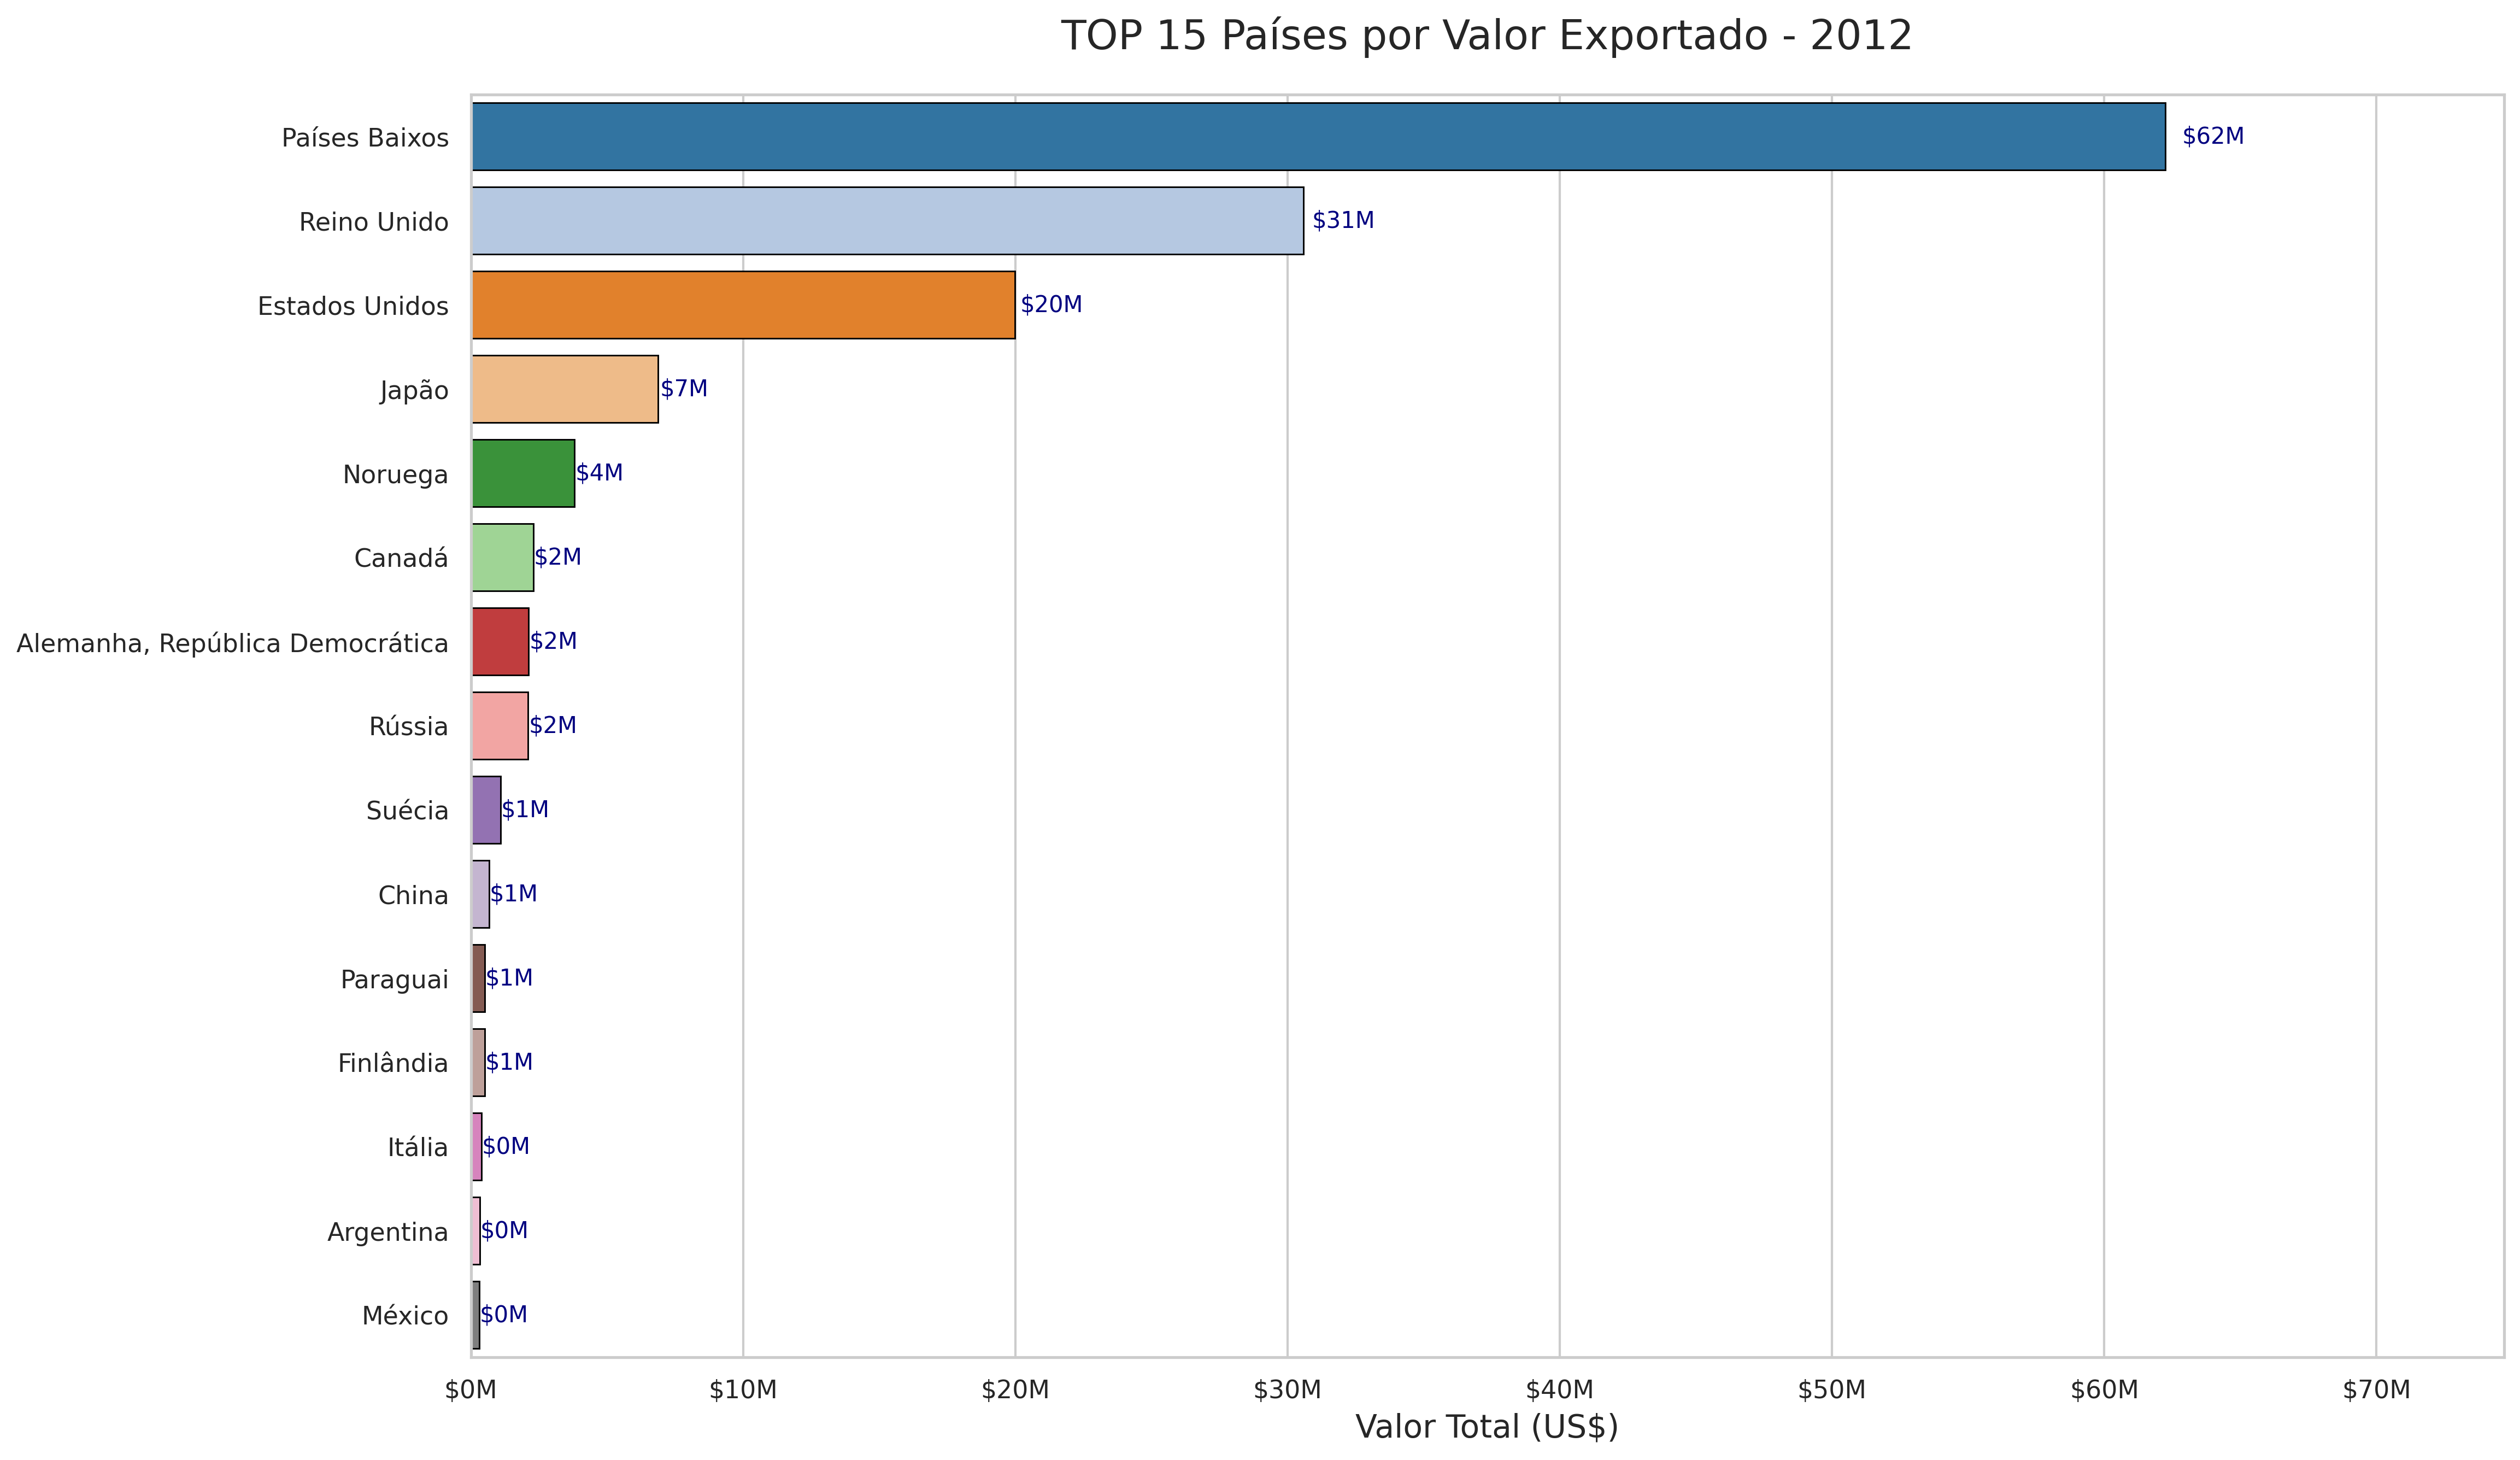 TOP 15 Países por Valor Exportado - 2012
Países Baixos $62M
Reino Unido $31M
Estados Unidos $20M
Japão $7M
Noruega $4M
Canadá $2M
Alemanha, República Democrática $2M
Rússia $2M
Suécia $1M
China $1M
Paraguai $1M
Finlândia $1M
Itália $0M
Argentina $0M
México $0M
$0M $10M $20M $30M $40M $50M $60M $70M
Valor Total (US$)